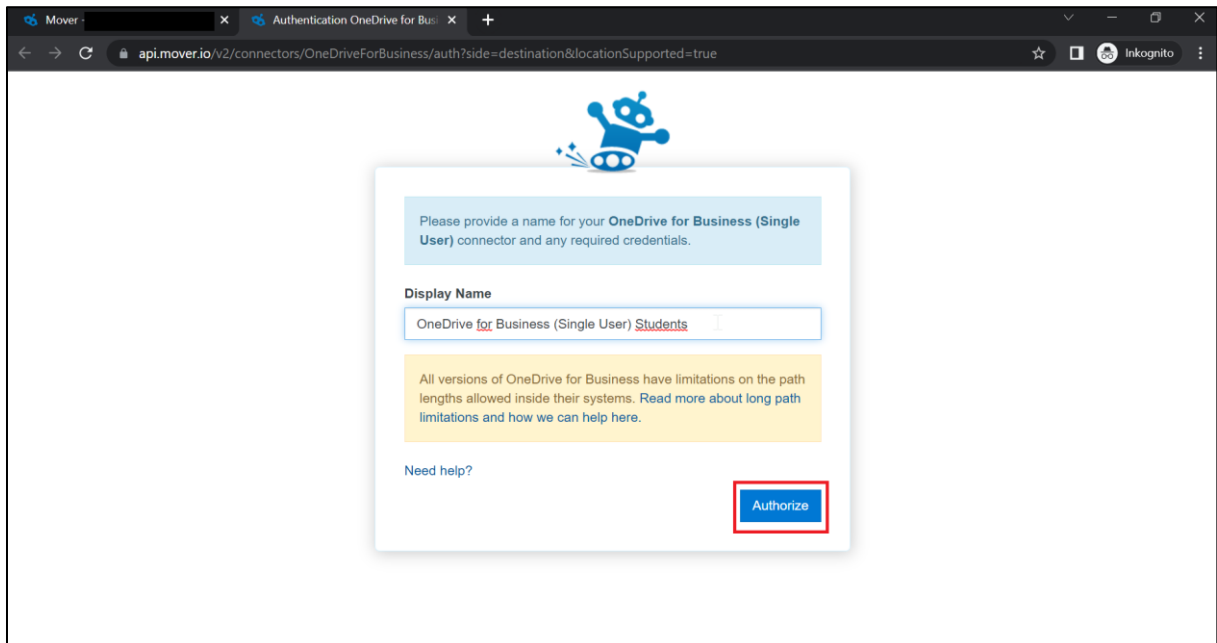 Mover -
Authentication OneDrive for Busi
api.mover.io/v2/connectors/OneDriveForBusiness/auth?side=destination&locationSupported=true
Inkognito
Please provide a name for your OneDrive for Business (Single
User) connector and any required credentials.
Display Name
OneDrive for Business (Single User) Students
All versions of OneDrive for Business have limitations on the path
lengths allowed inside their systems. Read more about long path
limitations and how we can help here.
Need help?
Authorize